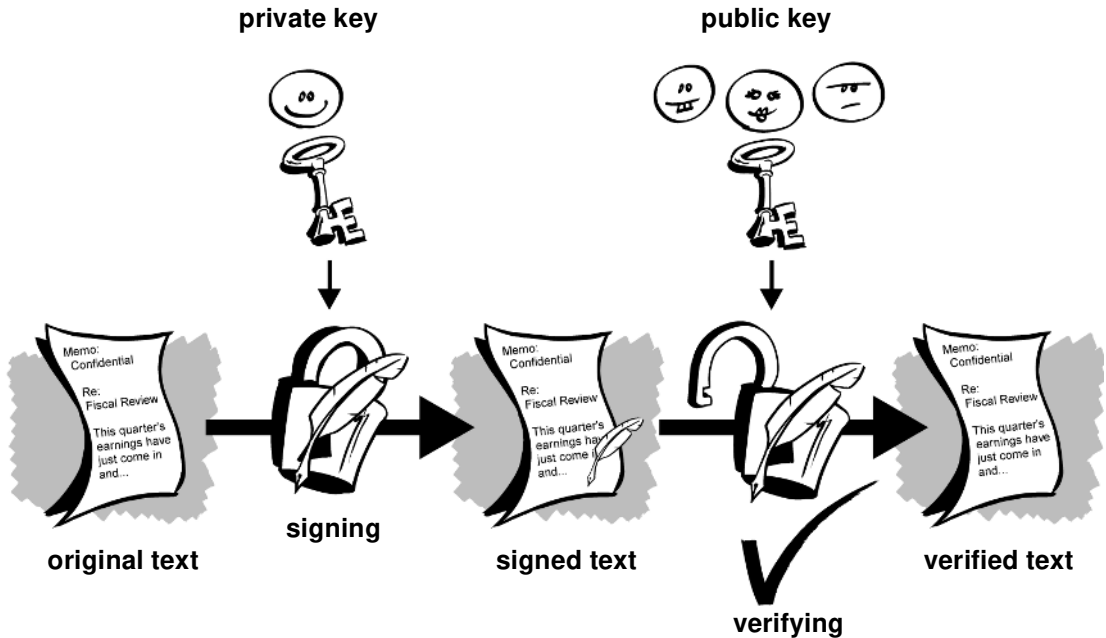 private key
public key
Memo:
Confidential
Re:
Fiscal Review
This quarter's
earnings have
just come in
and...
Memo:
Confidential
Re:
Fiscal Review
This quarter's
earnings
just come in
and...
Memo:
Confidential
Re:
Fiscal Review
This quarter's
earnings have
just come in
and...
original text
signing
signed text
verifying
verified text